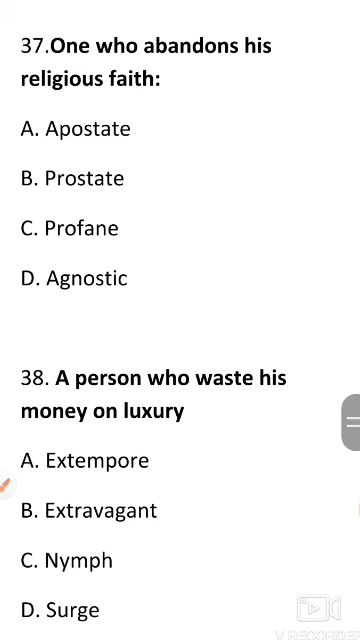 37.One who abandons his
religious faith:
A. Apostate
B. Prostate
C. Profane
D. Agnostic
38. A person who waste his
money on luxury
A. Extempore
B. Extravagant
C. Nymph
D. Surge
V RECORDER